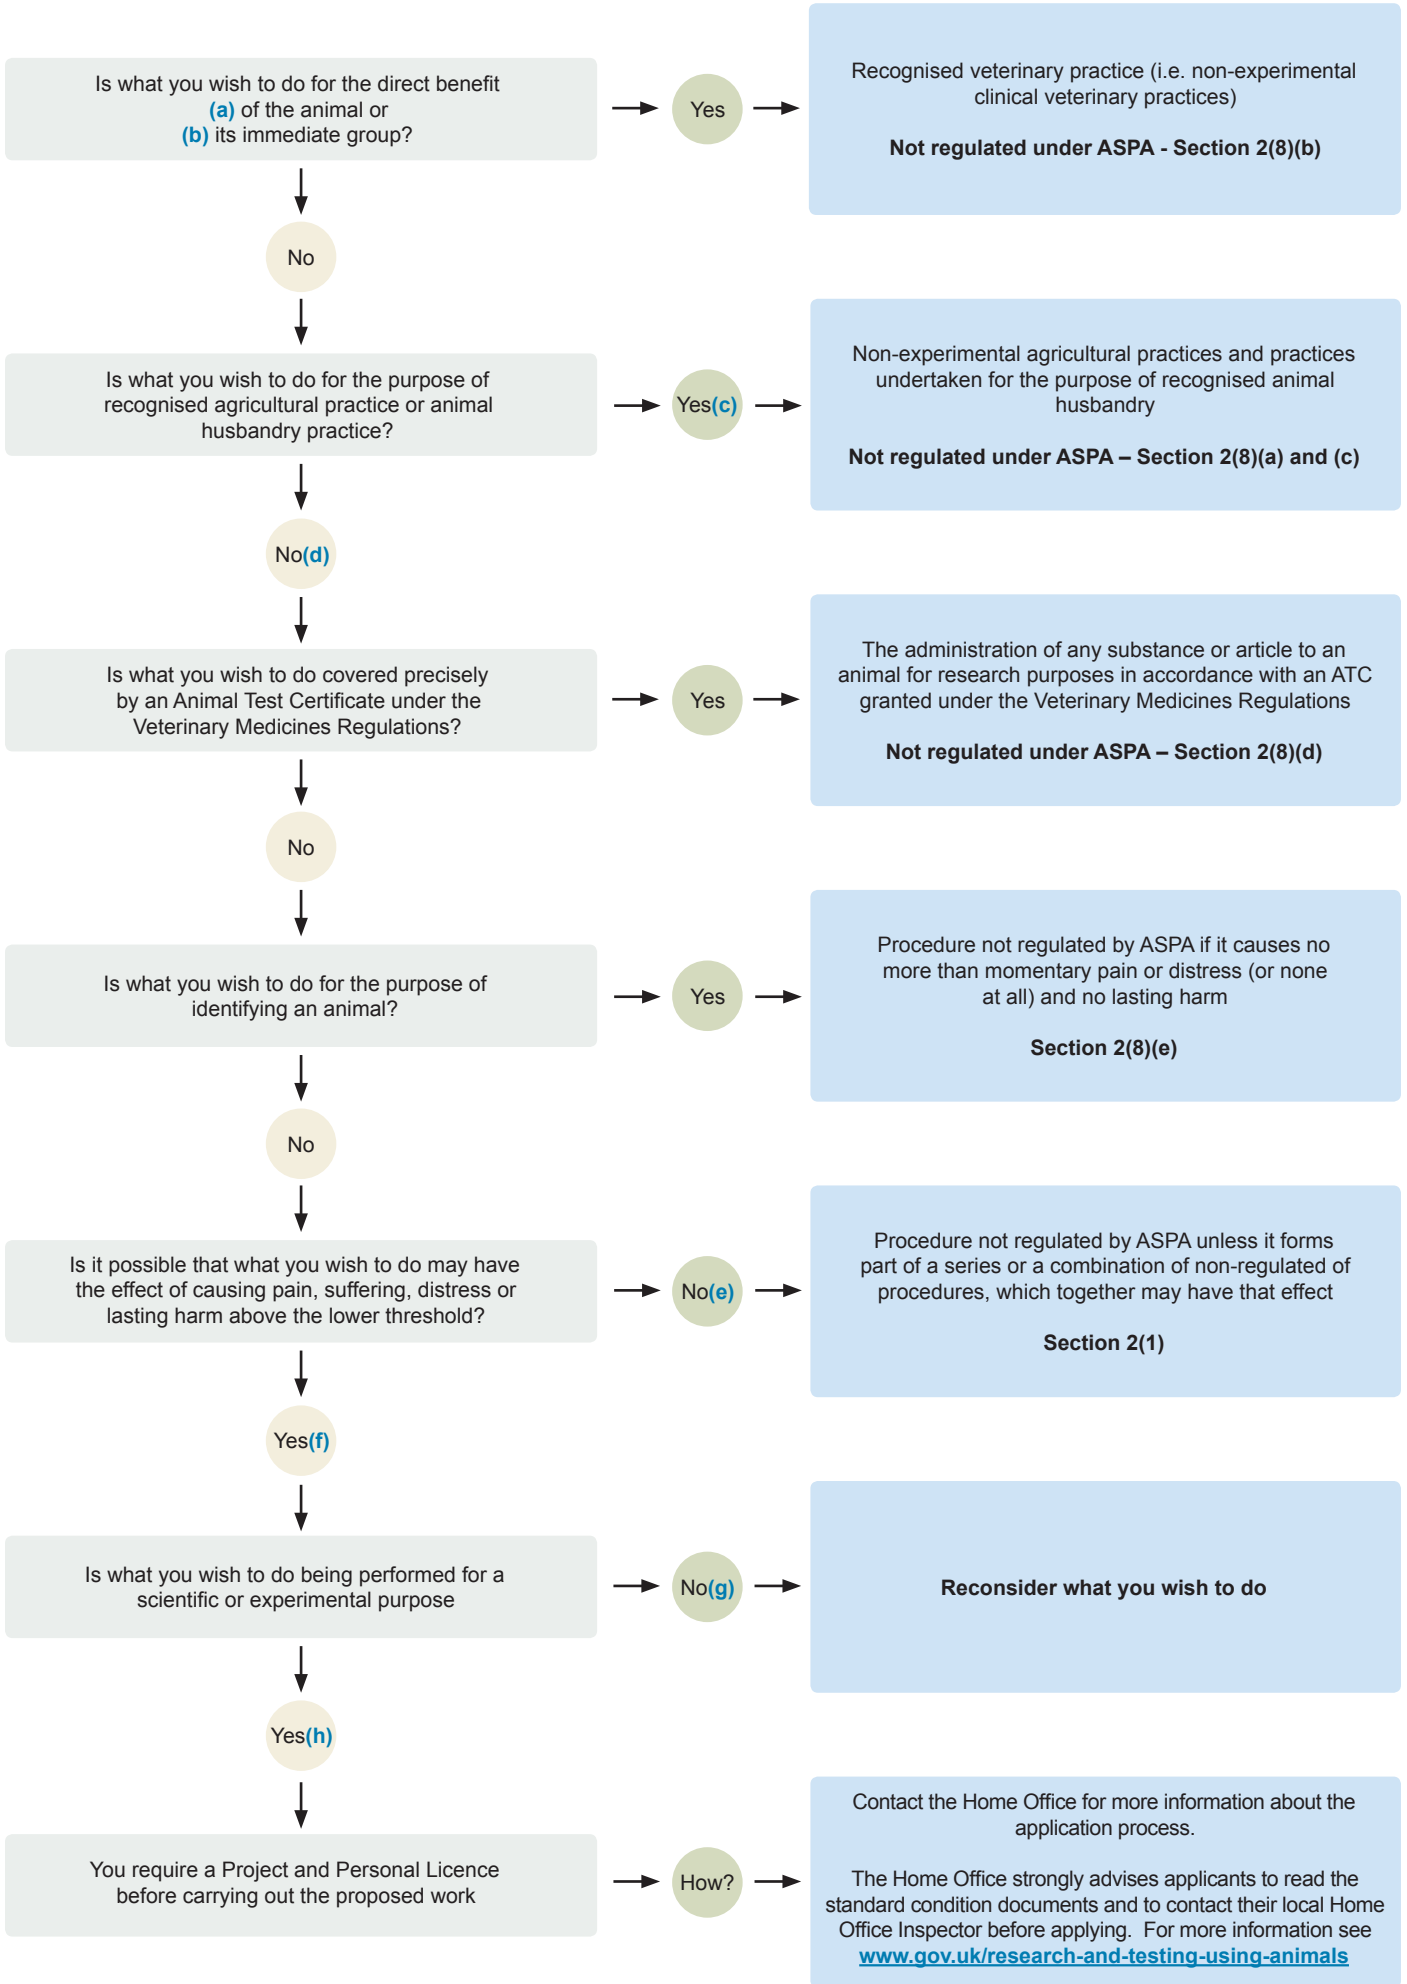 Is what you wish to do for the direct benefit
(a) of the animal or
(b) its immediate group?
Yes
Recognised veterinary practice (i.e. non-experimental
clinical veterinary practices)
Not regulated under ASPA - Section 2(8)(b)
No
Is what you wish to do for the purpose of
recognised agricultural practice or animal
husbandry practice?
Yes(c)
Non-experimental agricultural practices and practices
undertaken for the purpose of recognised animal
husbandry
Not regulated under ASPA – Section 2(8)(a) and (c)
No(d)
Is what you wish to do covered precisely
by an Animal Test Certificate under the
Veterinary Medicines Regulations?
Yes
The administration of any substance or article to an
animal for research purposes in accordance with an ATC
granted under the Veterinary Medicines Regulations
Not regulated under ASPA – Section 2(8)(d)
No
Is what you wish to do for the purpose of
identifying an animal?
Yes
Procedure not regulated by ASPA if it causes no
more than momentary pain or distress (or none
at all) and no lasting harm
Section 2(8)(e)
No
Is it possible that what you wish to do may have
the effect of causing pain, suffering, distress or
lasting harm above the lower threshold?
No(e)
Procedure not regulated by ASPA unless it forms
part of a series or a combination of non-regulated of
procedures, which together may have that effect
Section 2(1)
Yes(f)
Is what you wish to do being performed for a
scientific or experimental purpose
No(g)
Reconsider what you wish to do
Yes(h)
You require a Project and Personal Licence
before carrying out the proposed work
How?
Contact the Home Office for more information about the
application process.
The Home Office strongly advises applicants to read the
standard condition documents and to contact their local Home
Office Inspector before applying.  For more information see
www.gov.uk/research-and-testing-using-animals